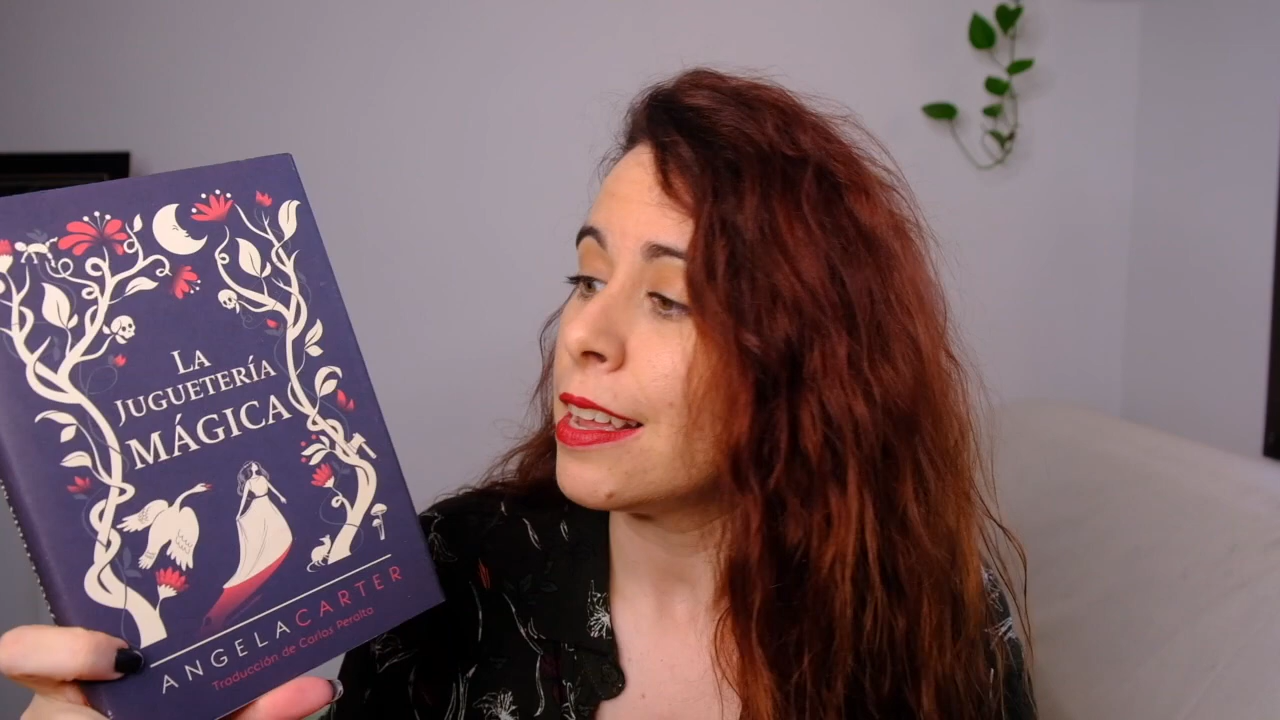 LA
JUGUETERÍA
MÁGICA
ANGELA CARTER
Traducción de Carlos Peralta